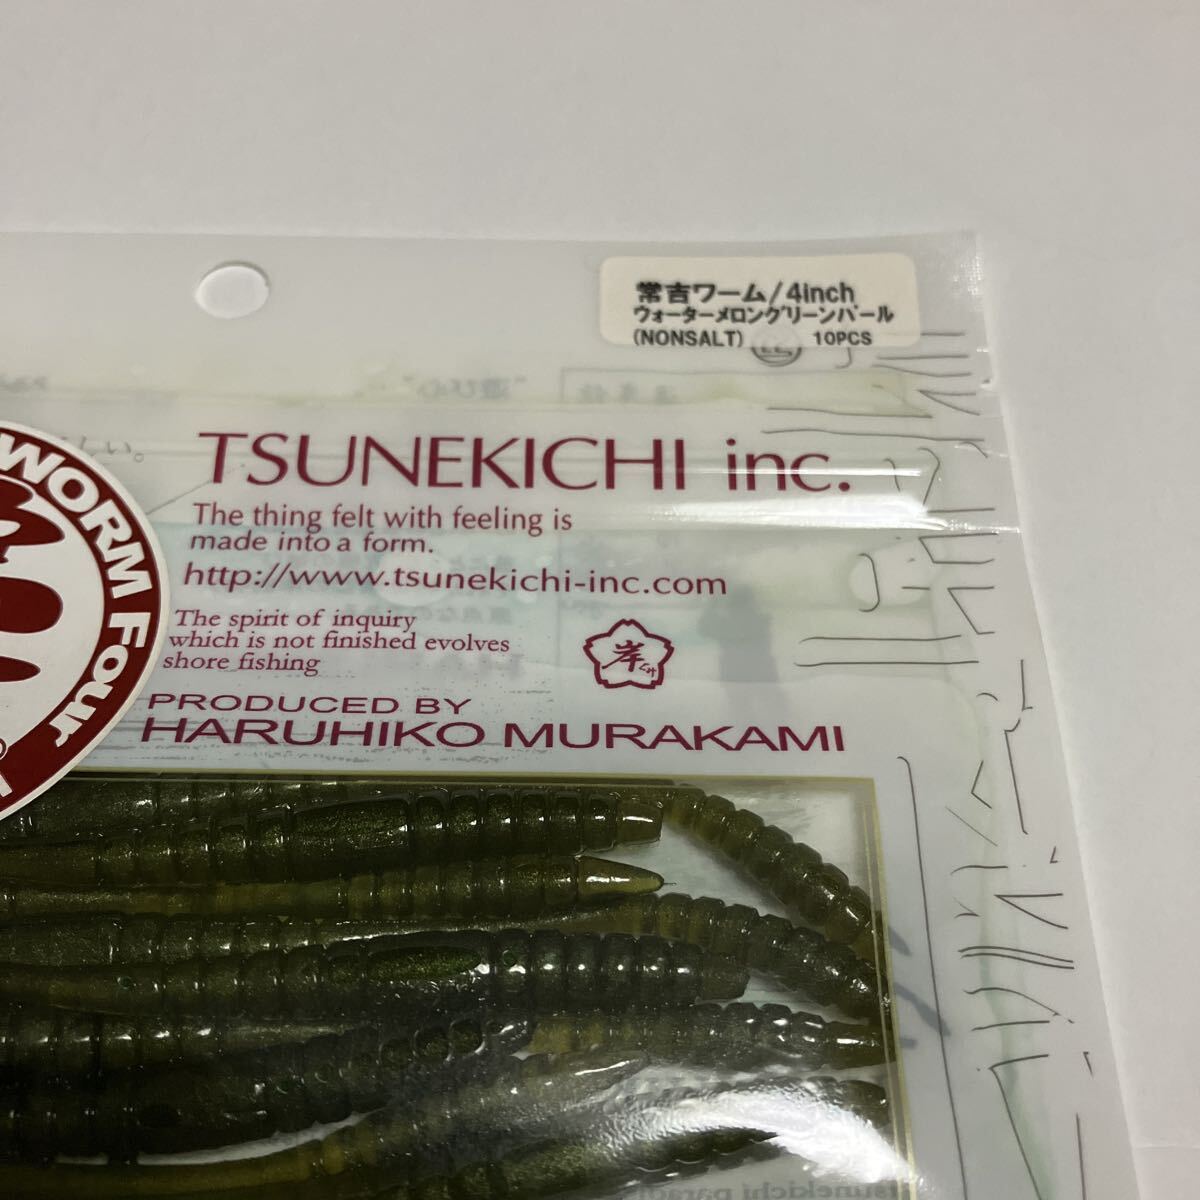 常吉ワーム/4inch
ウォーターメロングリーンパール
(NONSALT) 10PCS
TSUNEKICHI inc.
The thing felt with feeling is
made into a form.
http://www.tsunekichi-inc.com
The spirit of inquiry
which is not finished evolves
shore fishing
岸
PRODUCED BY
HARUHIKO MURAKAMI
WORM FOUR